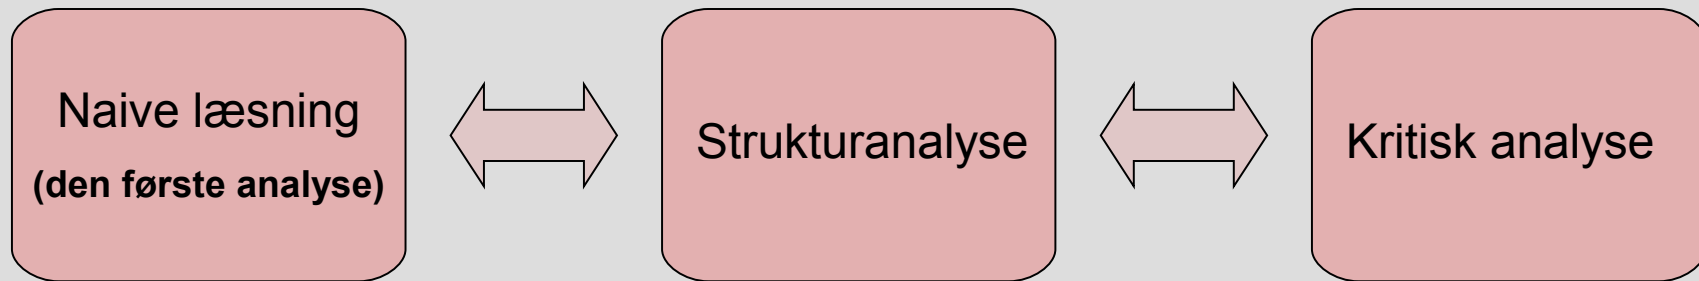 Naive læsning
(den første analyse)
Strukturanalyse
Kritisk analyse